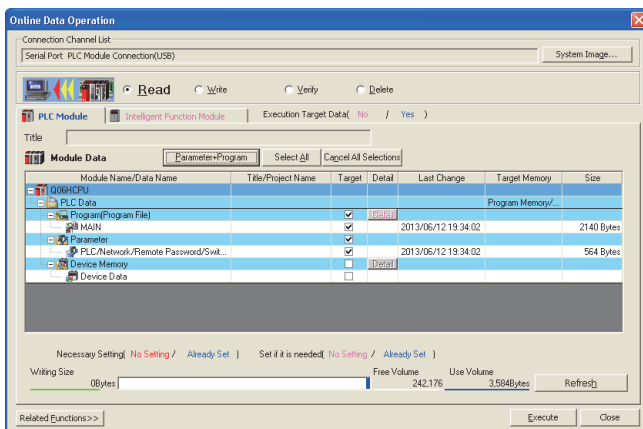 Online Data Operation
Connection Channel List
Serial Port PLC Module Connection(USB)
System Image...
Read Write Verify Delete
PLC Module Intelligent Function Module Execution Target Data( No / Yes )
Title
Module Data Parameter+Program Select All Cancel All Selections
Module Name/Data Name Title/Project Name Target Detail Last Change Target Memory Size
Q06HCPU
PLC Data Program Memory/...
Program(Program File) Detail
MAIN 2013/06/12 19:34:02 2140 Bytes
Parameter
PLC/Network/Remote Password/Swit... 2013/06/12 19:34:02 564 Bytes
Device Memory Detail
Device Data
Necessary Setting( No Setting / Already Set ) Set if it is needed( No Setting / Already Set )
Writing Size Free Volume Use Volume
0Bytes 242,176 3,584Bytes Refresh
Related Functions>> Execute Close